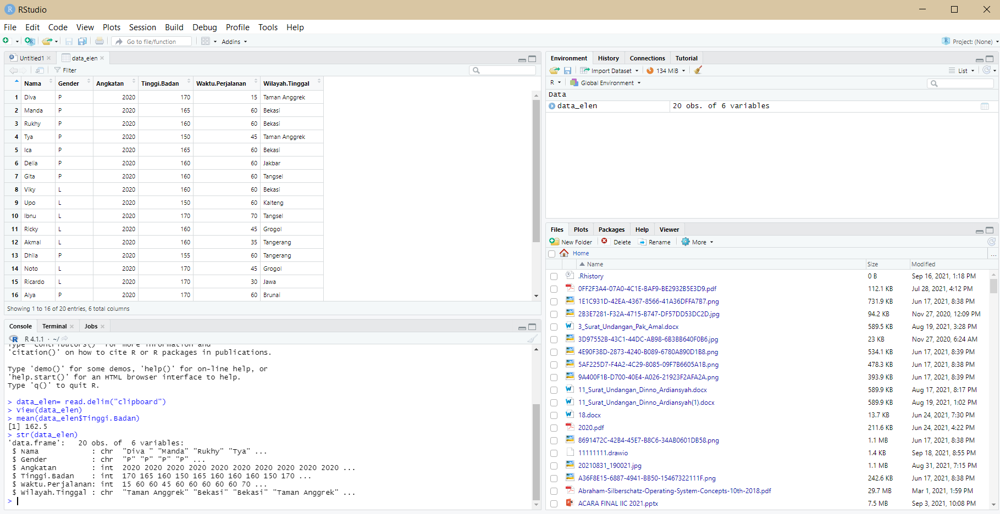 RStudio
File Edit Code View Plots Session Build Debug Profile Tools Help
Go to file/function Addins Project: (None)
Untitled1 data_elen
Filter
Nama Gender Angkatan Tinggi.Badan Waktu.Perjalanan Wilayah.Tinggal
1 Diva P 2020 170 15 Taman Anggrek
2 Manda P 2020 165 60 Bekasi
3 Rukhy P 2020 160 60 Bekasi
4 Tya P 2020 150 45 Taman Anggrek
5 Ica P 2020 165 60 Bekasi
6 Delia P 2020 160 60 Jakbar
7 Gita P 2020 160 60 Tangsel
8 Viky L 2020 160 60 Bekasi
9 Upo L 2020 150 60 Kalteng
10 Ibnu L 2020 170 70 Tangsel
11 Ricky L 2020 160 45 Grogol
12 Akmal L 2020 160 35 Tangerang
13 Dhila P 2020 155 60 Tangerang
14 Noto L 2020 170 45 Grogol
15 Ricardo L 2020 170 30 Jawa
16 Alya P 2020 170 60 Brunai
Showing 1 to 16 of 20 entries, 6 total columns
Console Terminal Jobs
R 4.1.1 · ~/
Type 'contributors()' for more information and
'citation()' on how to cite R or R packages in publications.
Type 'demo()' for some demos, 'help()' for on-line help, or
'help.start()' for an HTML browser interface to help.
Type 'q()' to quit R.
> data_elen= read.delim("clipboard")
> View(data_elen)
> mean(data_elen$Tinggi.Badan)
[1] 162.5
> str(data_elen)
'data.frame': 20 obs. of 6 variables:
$ Nama : chr "Diva " "Manda" "Rukhy" "Tya" ...
$ Gender : chr "P" "P" "P" "P" ...
$ Angkatan : int 2020 2020 2020 2020 2020 2020 2020 2020 2020 2020 ...
$ Tinggi.Badan : int 170 165 160 150 165 160 160 160 150 170 ...
$ Waktu.Perjalanan: int 15 60 60 45 60 60 60 60 60 70 ...
$ Wilayah.Tinggal : chr "Taman Anggrek" "Bekasi" "Bekasi" "Taman Anggrek" ...
>
Environment History Connections Tutorial
Import Dataset 134 MiB List
R Global Environment
Data
data_elen 20 obs. of 6 variables
Files Plots Packages Help Viewer
New Folder Delete Rename More
Home ...
Name Size Modified
.Rhistory 0 B Sep 16, 2021, 1:18 PM
0FF2F3A4-07A0-4C1E-BAF9-BE2932B5E3D9.pdf 112.1 KB Jul 28, 2021, 4:12 PM
1E1C931D-42EA-4367-8566-41A36DFFA7B7.png 731.9 KB Jun 17, 2021, 8:38 PM
2B3E7281-F32A-4715-B747-DF57DD53DC2D.jpg 94.2 KB Nov 27, 2020, 12:09 PM
3_Surat_Undangan_Pak_Amal.docx 589.5 KB Aug 19, 2021, 3:28 PM
3D97552B-43C1-44DC-AB98-6B3BB640F0B6.jpg 23 KB Nov 27, 2020, 6:24 AM
4E90F38D-2873-4240-B089-6780A890D1B8.png 534.1 KB Jun 17, 2021, 8:39 PM
5AF225D7-F4A2-4C29-8085-09F7B6605A1B.png 478.3 KB Jun 17, 2021, 8:38 PM
9A400F1B-D700-40E4-A026-21923F2AFA2A.png 393.9 KB Jun 17, 2021, 8:39 PM
11_Surat_Undangan_Dinno_Ardiansyah.docx 589.9 KB Aug 17, 2021, 8:17 PM
11_Surat_Undangan_Dinno_Ardiansyah(1).docx 589.9 KB Aug 19, 2021, 1:02 PM
18.docx 13.7 KB Jun 24, 2021, 7:30 PM
2020.pdf 211.6 KB Jun 24, 2021, 4:22 PM
8691472C-42B4-45E7-B8C6-34AB0601DB58.png 1.1 MB Jun 17, 2021, 8:38 PM
11111111.drawio 1.4 KB Sep 18, 2021, 8:55 PM
20210831_190021.jpg 1.1 MB Aug 31, 2021, 7:15 PM
A36F8E15-6887-4941-BB50-15467322111F.png 242.6 KB Jun 17, 2021, 8:38 PM
Abraham-Silberschatz-Operating-System-Concepts-10th-2018.pdf 29.7 MB Mar 1, 2021, 1:59 PM
ACARA FINAL IIC 2021.pptx 7.5 MB Sep 3, 2021, 10:08 PM